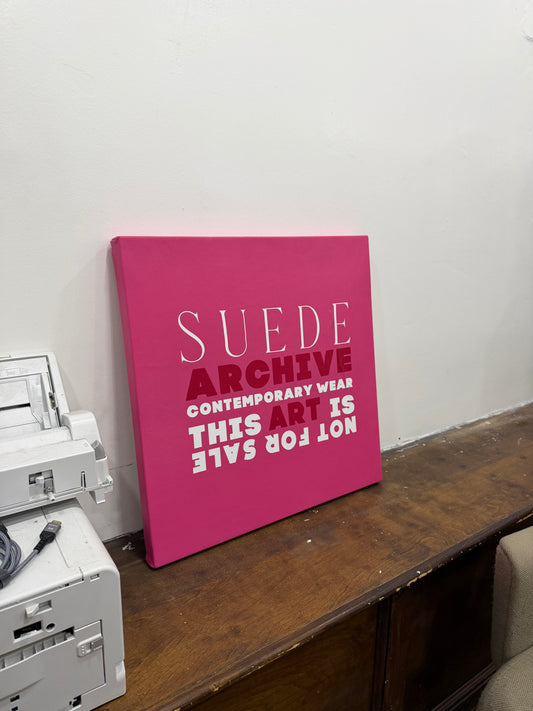 SUEDE
ARCHIVE
CONTEMPORARY WEAR
THIS ART IS
NOT FOR SALE